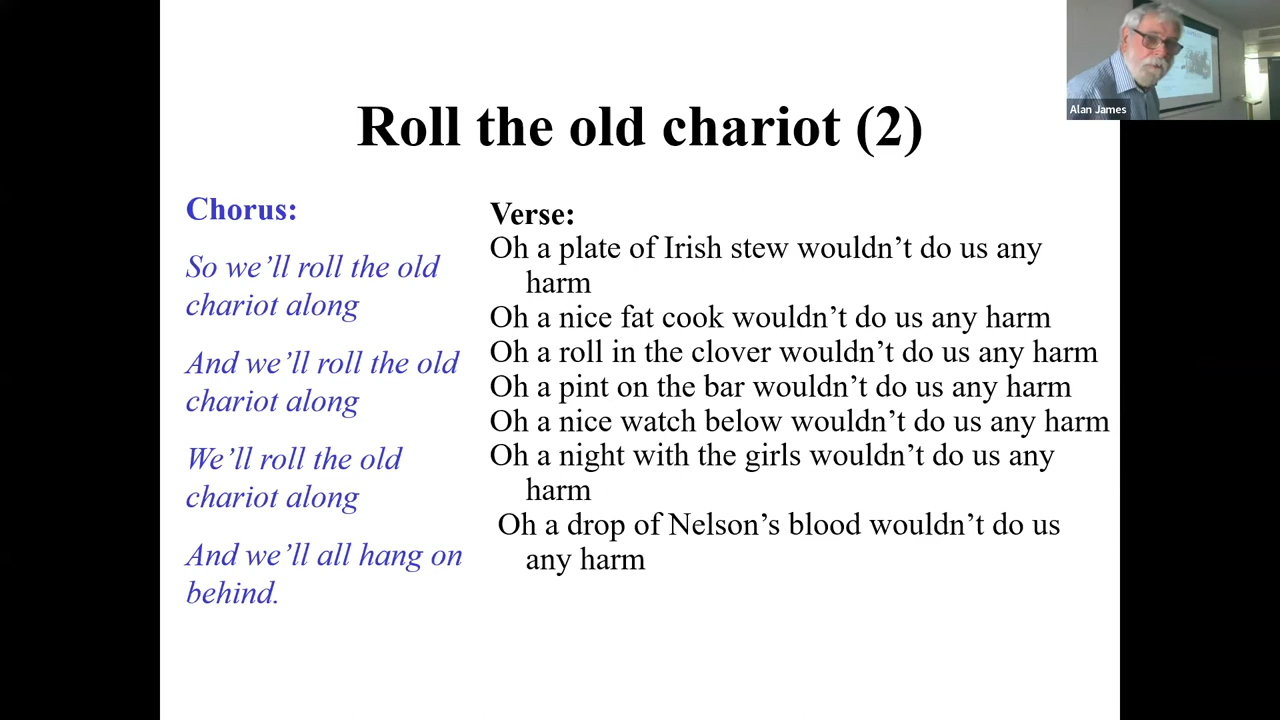 Roll the old chariot (2)
Chorus:
So we’ll roll the old
chariot along
And we’ll roll the old
chariot along
We’ll roll the old
chariot along
And we’ll all hang on
behind.
Verse:
Oh a plate of Irish stew wouldn’t do us any
harm
Oh a nice fat cook wouldn’t do us any harm
Oh a roll in the clover wouldn’t do us any harm
Oh a pint on the bar wouldn’t do us any harm
Oh a nice watch below wouldn’t do us any harm
Oh a night with the girls wouldn’t do us any
harm
Oh a drop of Nelson’s blood wouldn’t do us
any harm
Alan James